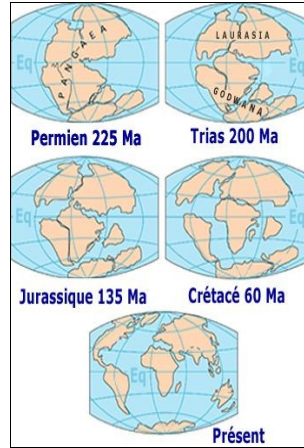 Eq
PANGAEA
Permien 225 Ma
LAURASIA
Eq
GODWANA
Trias 200 Ma
Jurassique 135 Ma
Eq
Crétacé 60 Ma
Eq
Présent